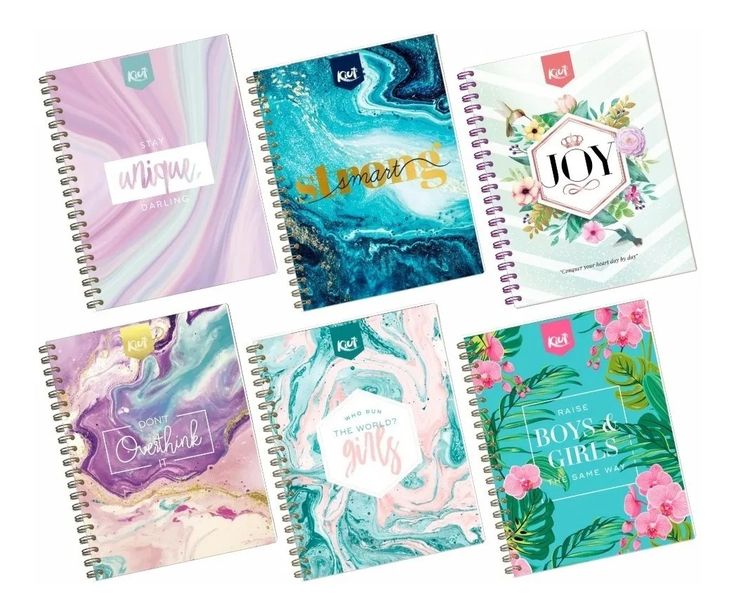 Kiut
STAY
unique,
DARLING
Kiut
strong
smart
Kiut
JOY
"Conquer your heart day by day"
Kiut
DON'T
Overthink
IT
Kiut
WHO RUN
THE WORLD?
girls
Kiut
RAISE
BOYS &
GIRLS
THE SAME WAY